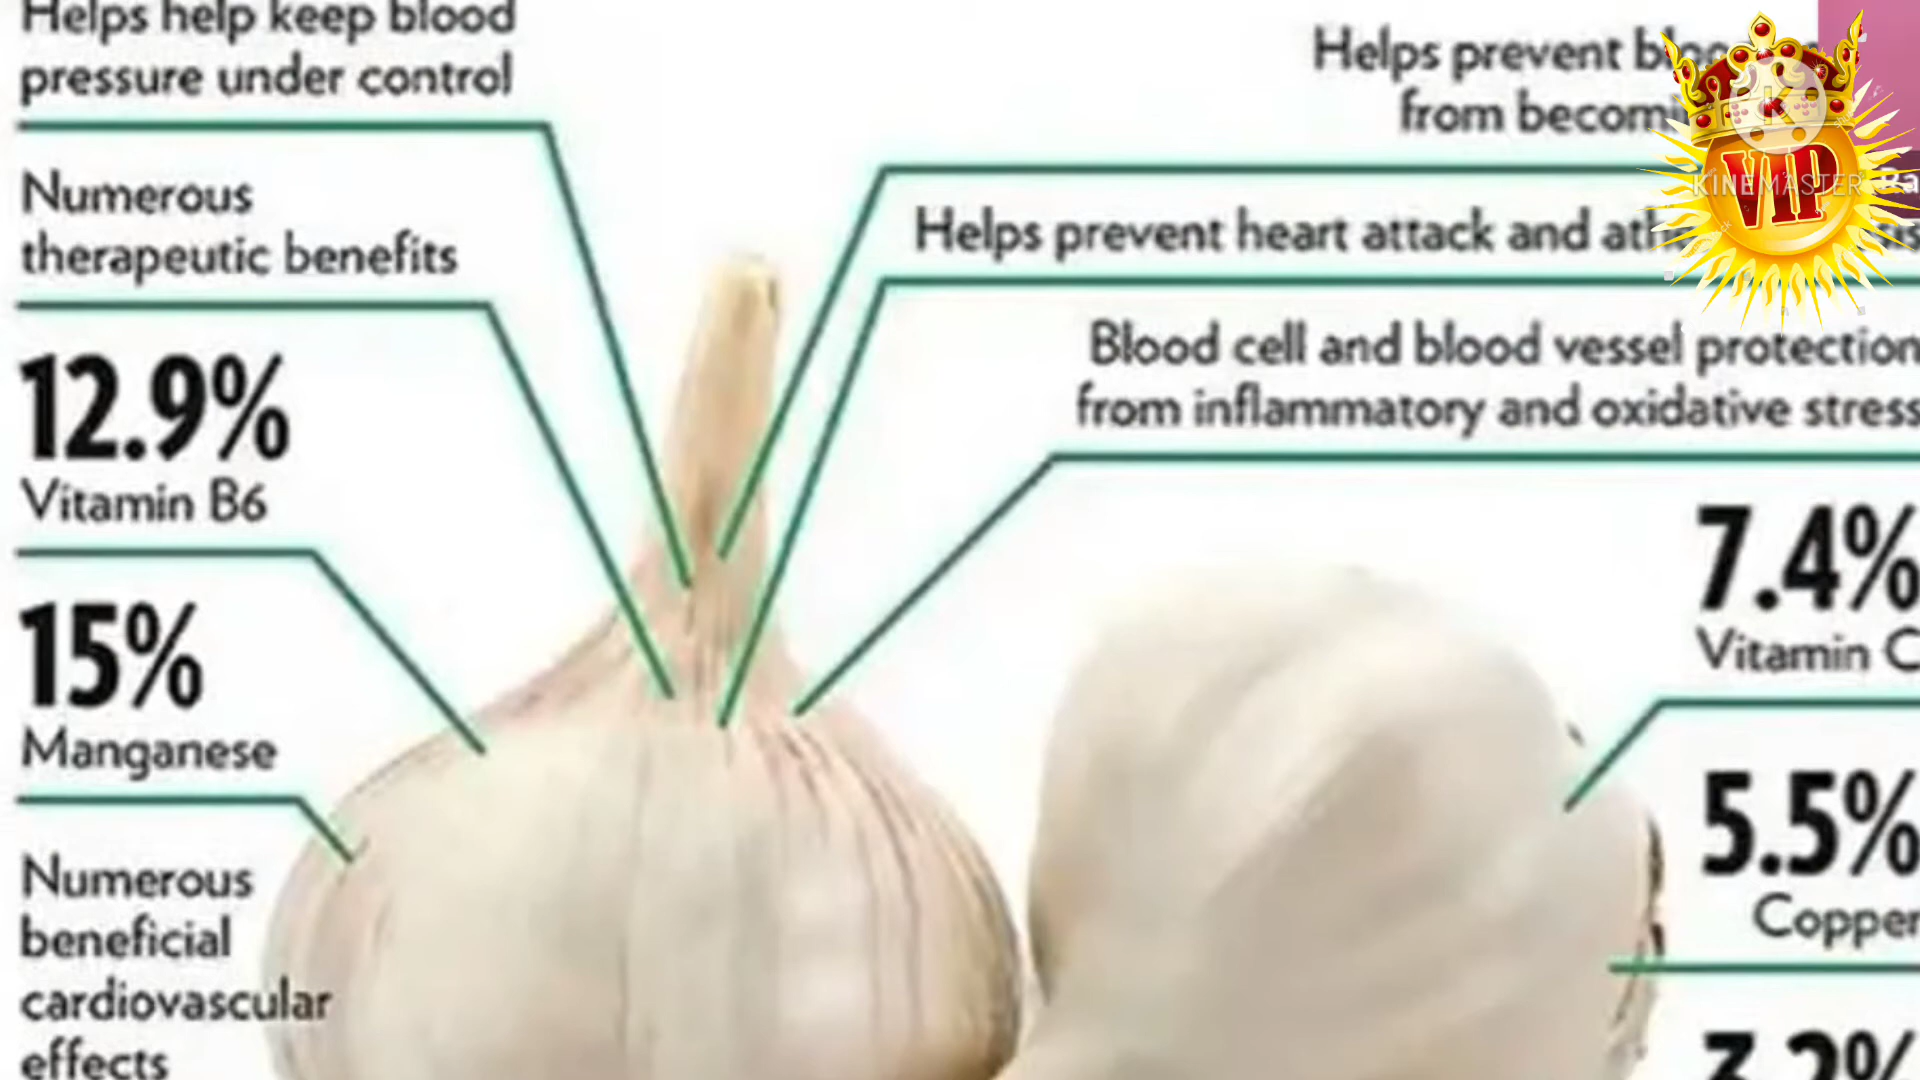 Helps help keep blood
pressure under control
Numerous
therapeutic benefits
12.9%
Vitamin B6
15%
Manganese
Numerous
beneficial
cardiovascular
effects
Helps prevent
from
Helps prevent heart attack and
Blood cell and blood vessel protection
from inflammatory and oxidative stress
7.4%
Vitamin C
5.5%
Copper
3.2%
K
VIP
KINEMASTER